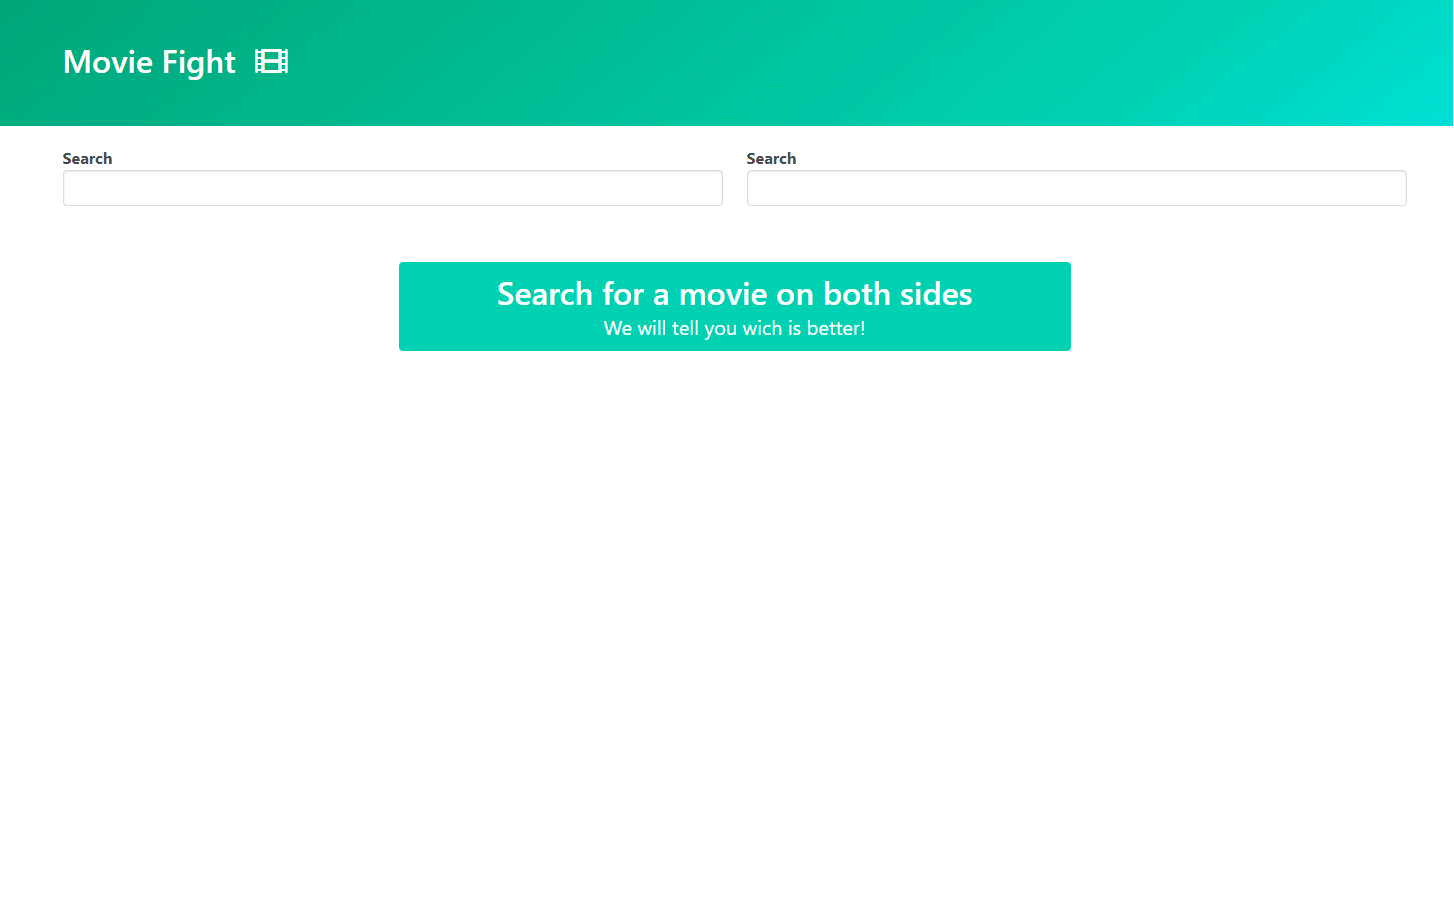 Movie Fight
Search
Search
Search for a movie on both sides
We will tell you wich is better!